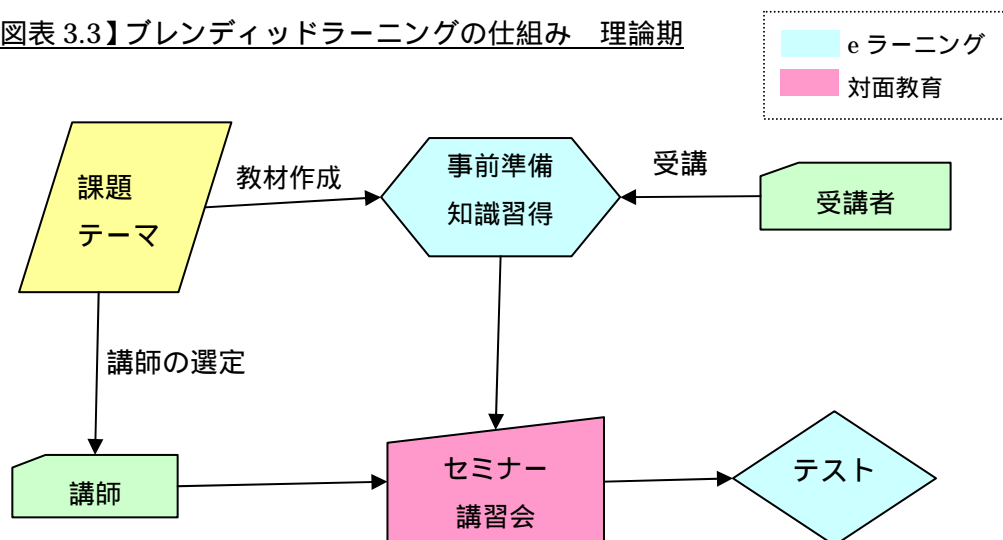 図表 3.3】ブレンディッドラーニングの仕組み　理論期
e ラーニング
対面教育
課題
テーマ
教材作成
事前準備
知識習得
受講
受講者
講師の選定
講師
セミナー
講習会
テスト